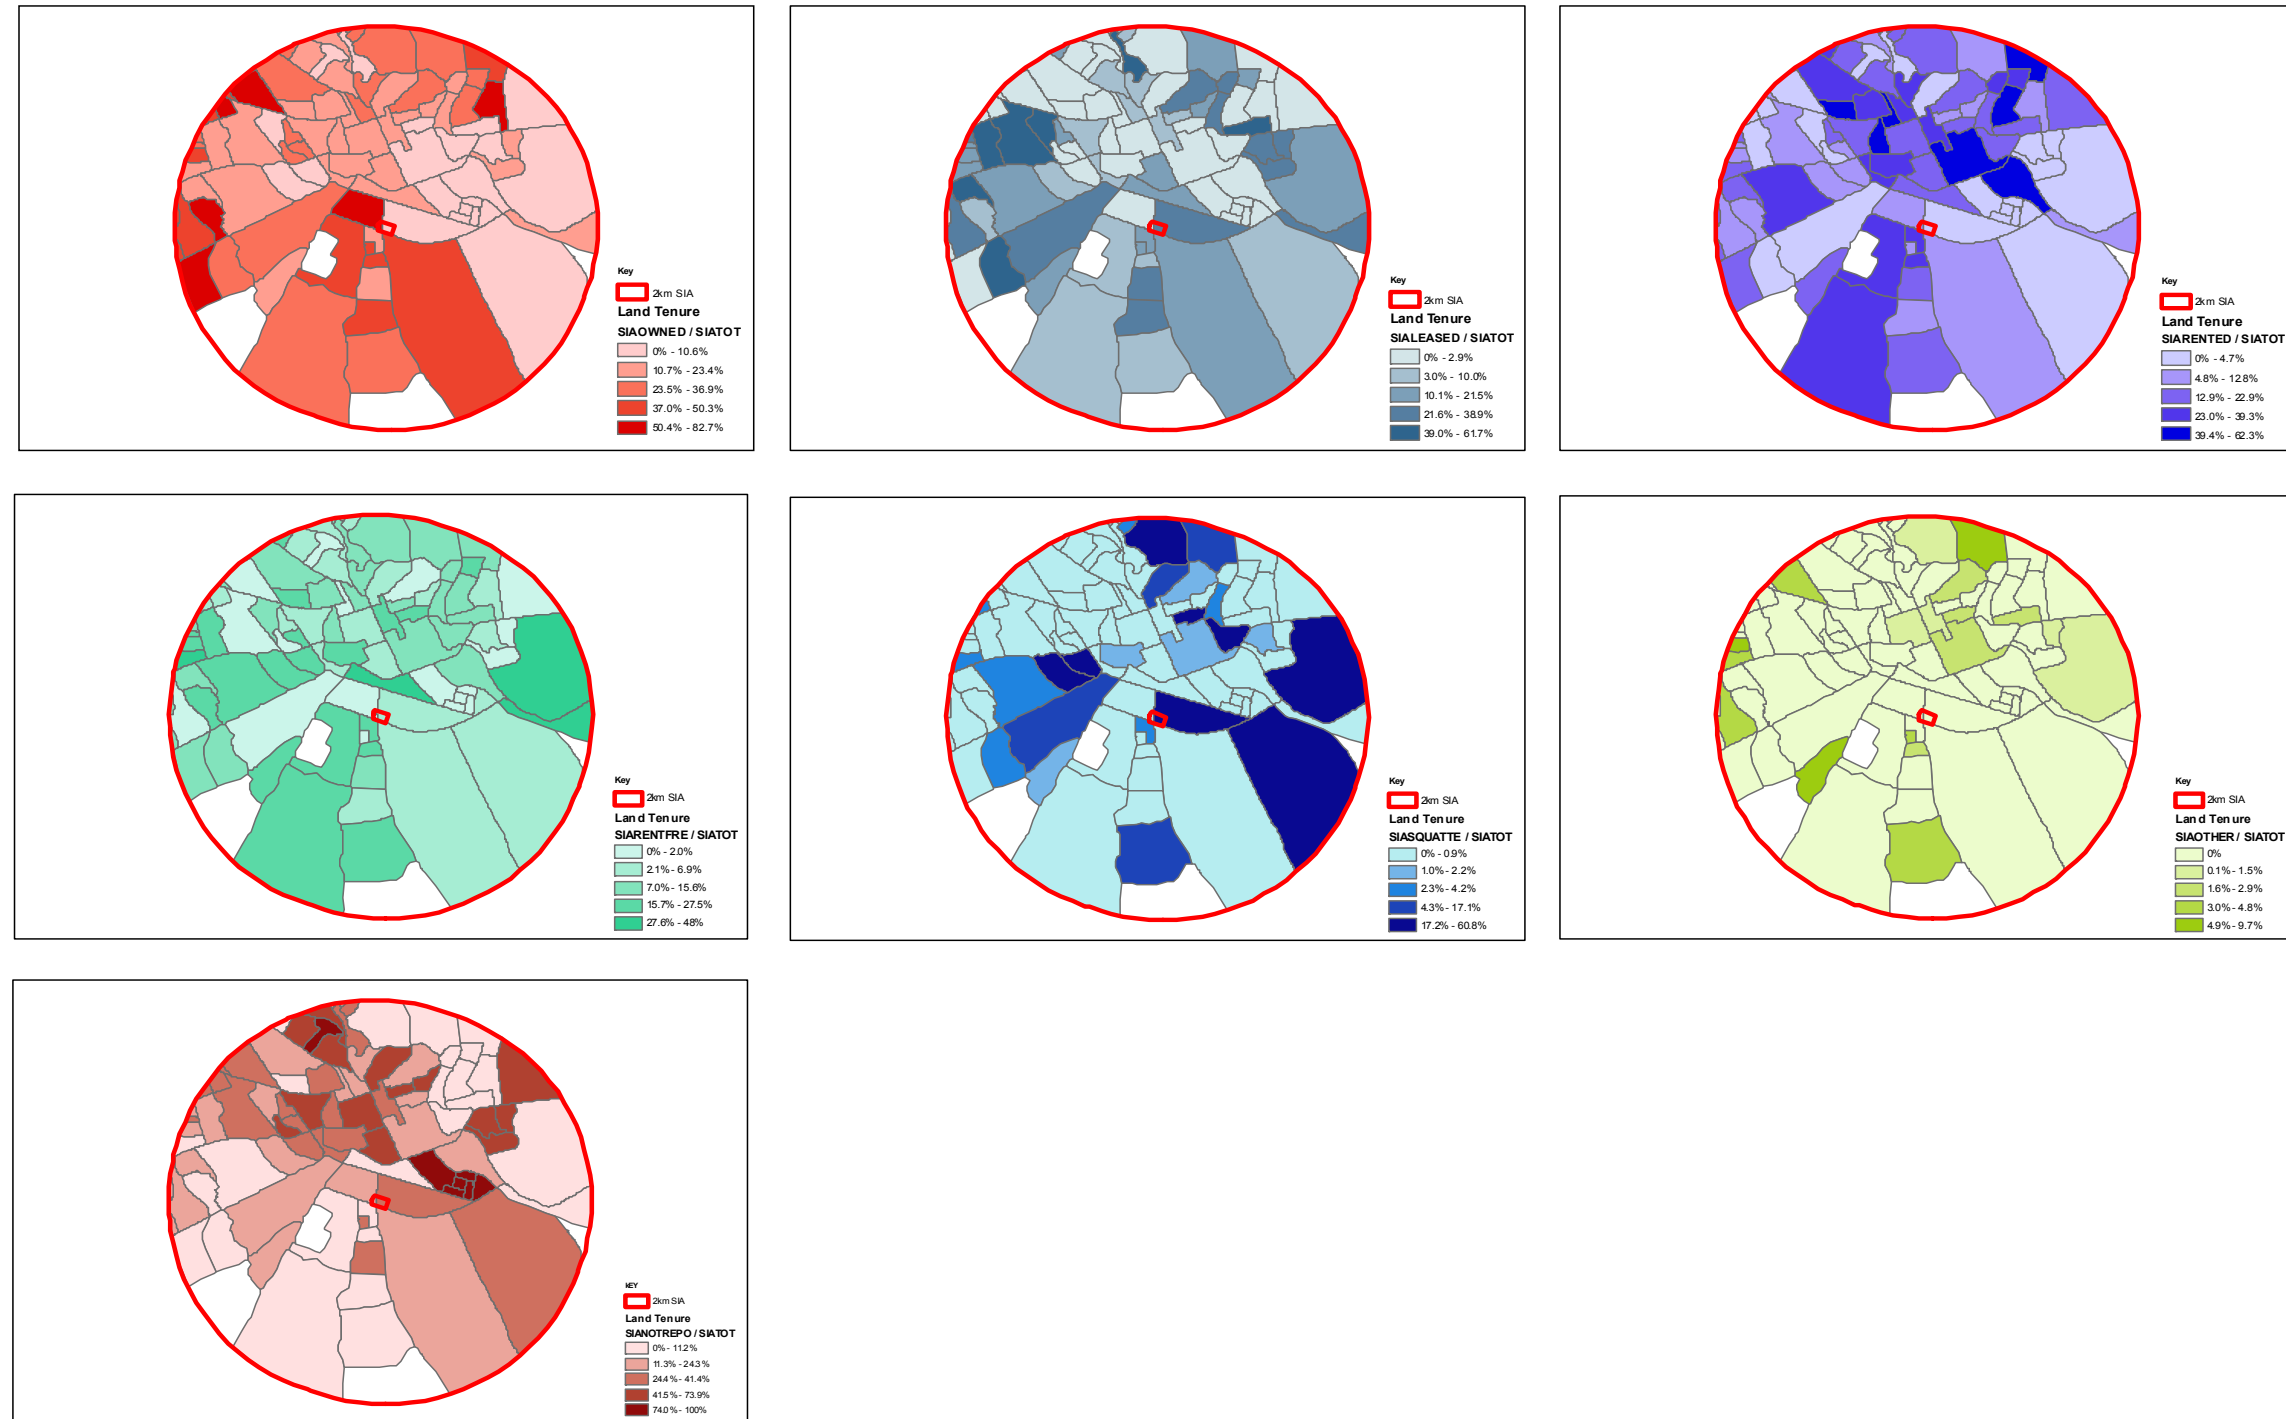 Key
2km SIA
Land Tenure
SIAOWNED / SIATOT
0% - 10.6%
10.7% - 23.4%
23.5% - 36.9%
37.0% - 50.3%
50.4% - 82.7%
Key
2km SIA
Land Tenure
SIALEASED / SIATOT
0% - 2.9%
3.0% - 10.0%
10.1% - 21.5%
21.6% - 38.9%
39.0% - 61.7%
Key
2km SIA
Land Tenure
SIARENTED / SIATOT
0% - 4.7%
4.8% - 12.8%
12.9% - 22.9%
23.0% - 39.3%
39.4% - 62.3%
Key
2km SIA
Land Tenure
SIARENTFRE / SIATOT
0% - 2.0%
2.1% - 6.9%
7.0% - 15.6%
15.7% - 27.5%
27.6% - 48%
Key
2km SIA
Land Tenure
SIASQUATTE / SIATOT
0% - 0.9%
1.0% - 2.2%
2.3% - 4.2%
4.3% - 17.1%
17.2% - 60.8%
Key
2km SIA
Land Tenure
SIAOTHER / SIATOT
0%
0.1% - 1.5%
1.6% - 2.9%
3.0% - 4.8%
4.9% - 9.7%
KEY
2km SIA
Land Tenure
SIANOTREPO / SIATOT
0% - 11.2%
11.3% - 24.3%
24.4% - 41.4%
41.5% - 73.9%
74.0% - 100%